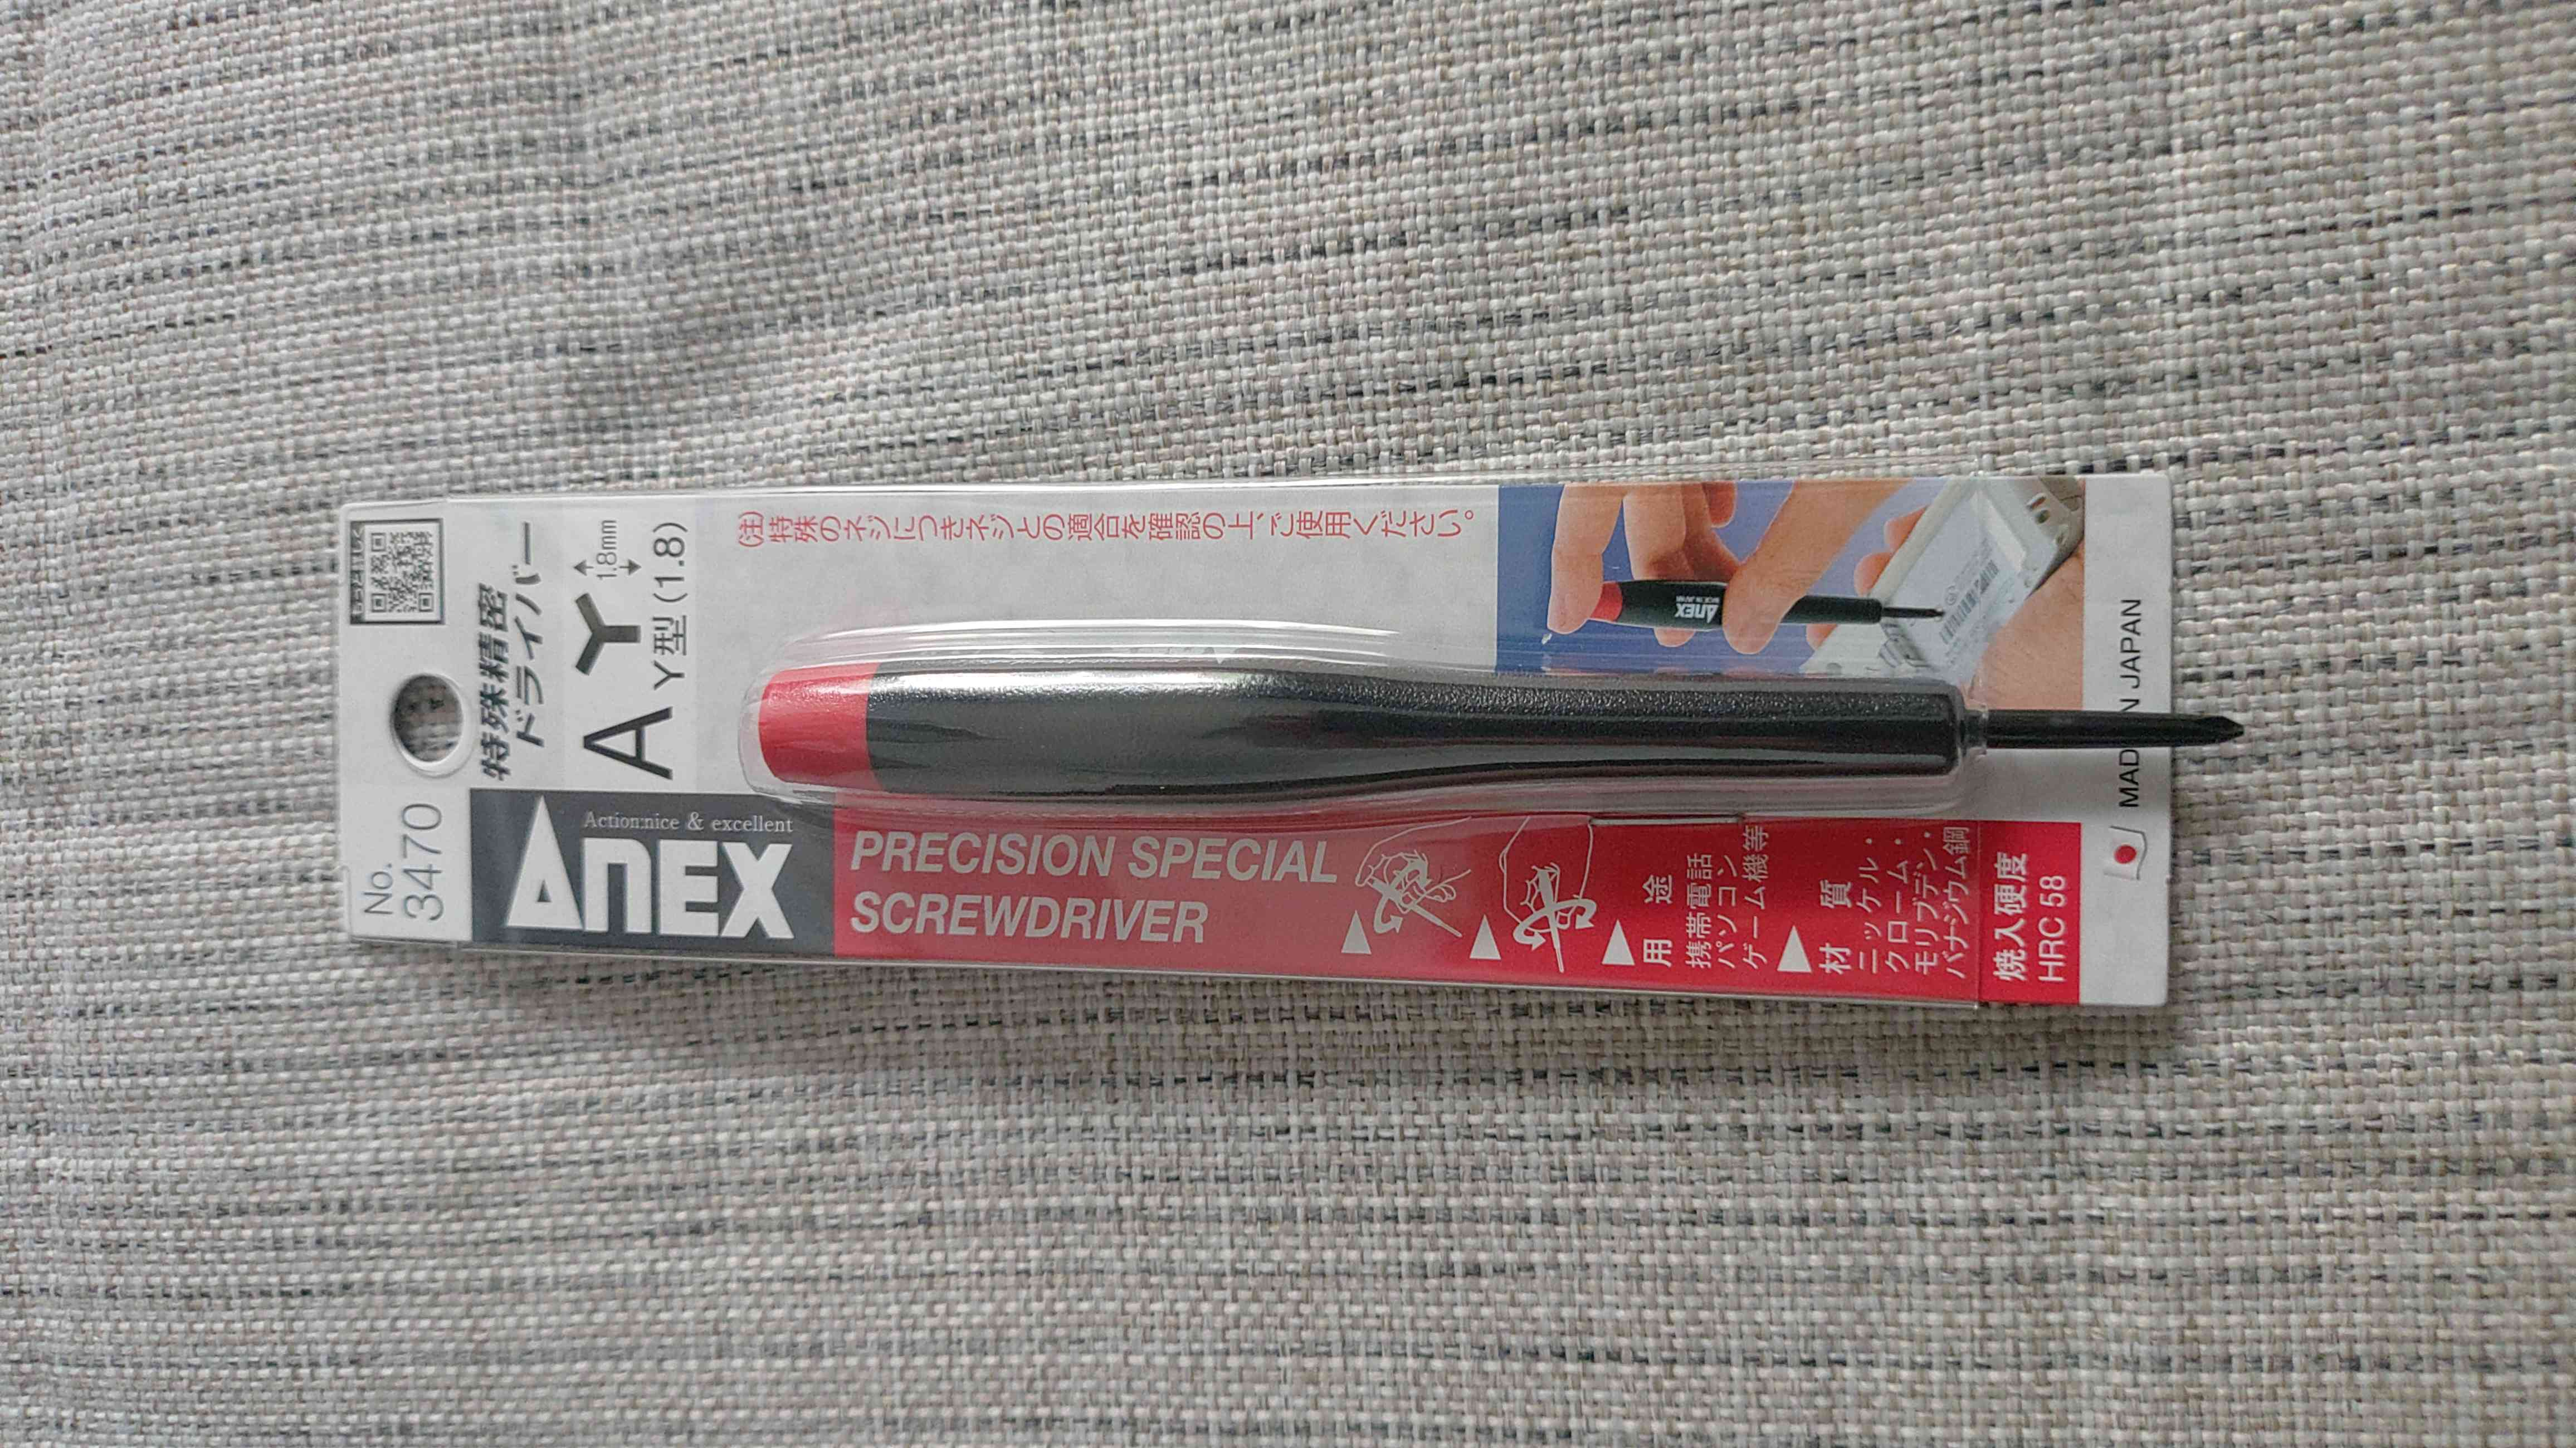 No.
3470
特殊精密
ドライバー
A
1.8mm
Y型(1.8)
Action:nice & excellent
ANEX
PRECISION SPECIAL
SCREWDRIVER
(注)特殊のネジにつきネジとの適合を確認の上、ご使用ください。
ANEX
用途
携帯電話
パソコン
ゲーム機等
材質
ニッケル・
クローム・
モリブデン・
バナジウム鋼
焼入硬度
HRC 58
MADE IN JAPAN